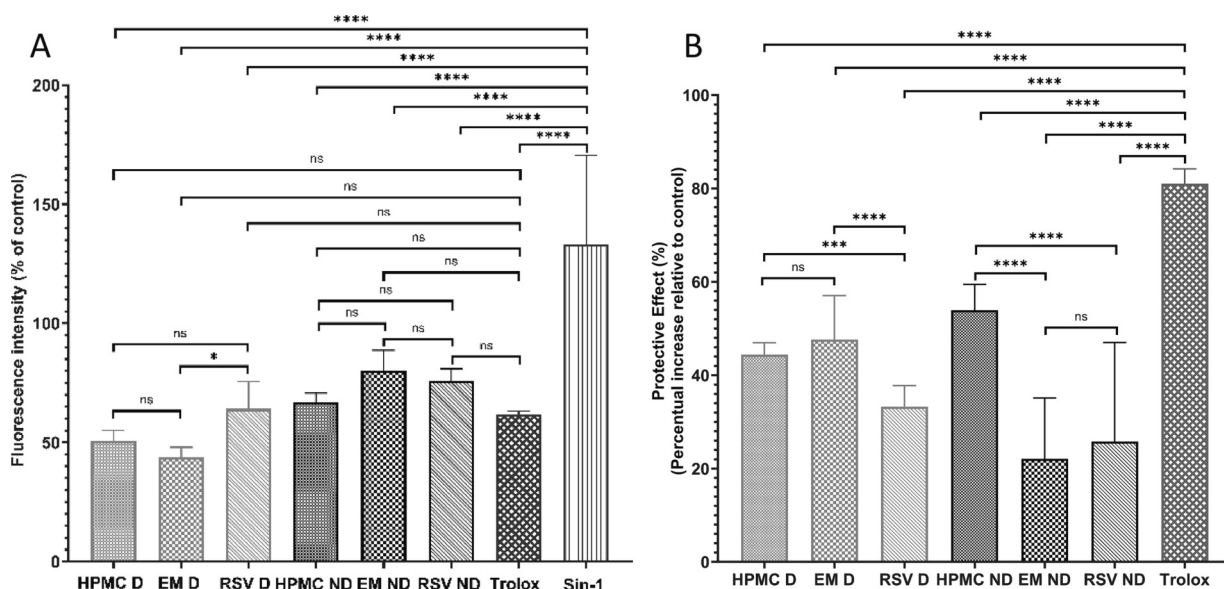 A
****
****
****
****
****
****
****
ns
ns
ns
ns
ns
ns
ns
ns
ns
ns
*
ns
Fluorescence intensity (% of control)
200
150
100
50
0
HPMC D EM D RSV D HPMC ND EM ND RSV ND Trolox Sin-1
B
****
****
****
****
****
****
****
***
ns
****
****
ns
Protective Effect (%)
(Percentual increase relative to control)
100
80
60
40
20
0
HPMC D EM D RSV D HPMC ND EM ND RSV ND Trolox